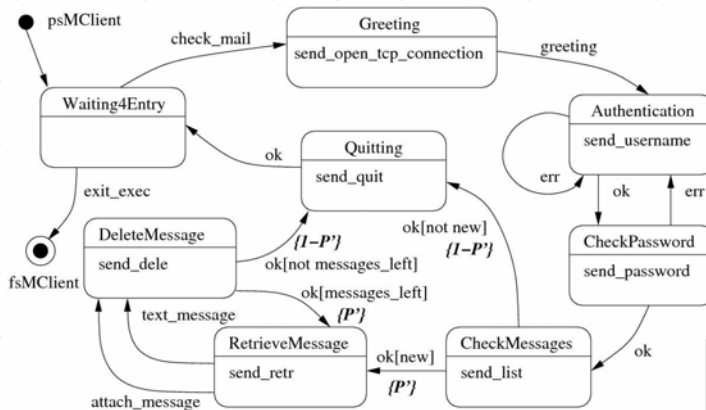 psMClient
Greeting
send_open_tcp_connection
check_mail
greeting
Waiting4Entry
Authentication
send_username
Quitting
send_quit
ok
err
ok
err
exit_exec
DeleteMessage
send_dele
{1-P'}
ok[not messages_left]
ok[not new]
{1-P'}
CheckPassword
send_password
fsMClient
ok[messages_left]
{P'}
text_message
RetrieveMessage
send_retr
ok[new]
{P'}
CheckMessages
send_list
ok
attach_message